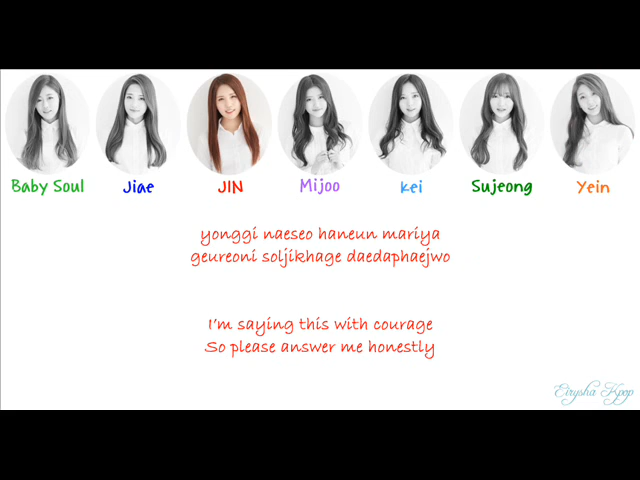 Baby Soul Jiae JIN Mijoo kei Sujeong Yein
yonggi naeseo haneun mariya
geureoni soljikhage daedaphaejwo
I'm saying this with courage
So please answer me honestly
Eirysha Kpop